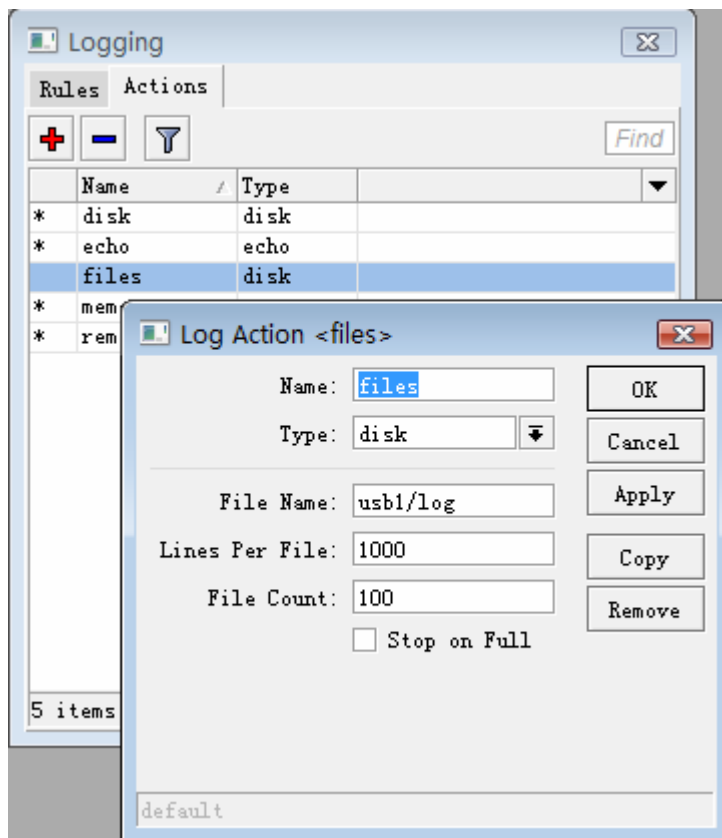 Logging
Rules Actions
Find
Name Type
* disk disk
* echo echo
files disk
* mem
* rem
5 items
Log Action <files>
Name: files
Type: disk
File Name: usb1/log
Lines Per File: 1000
File Count: 100
Stop on Full
OK
Cancel
Apply
Copy
Remove
default